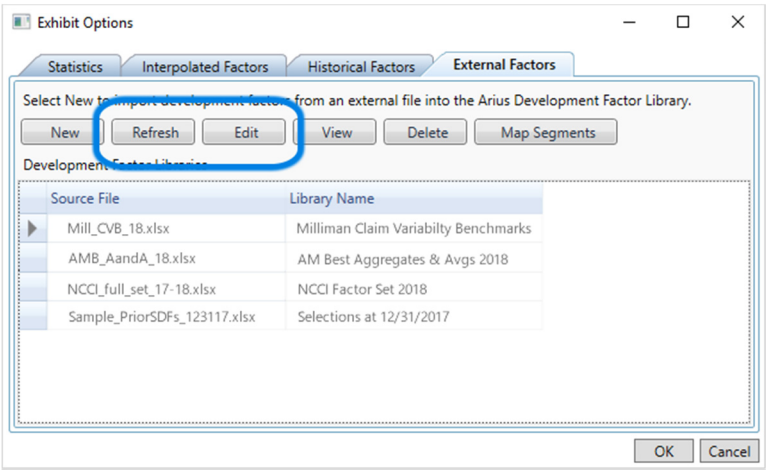 Exhibit Options
Statistics Interpolated Factors Historical Factors External Factors
Select New to import development factors from an external file into the Arius Development Factor Library.
New Refresh Edit View Delete Map Segments
Development Factor Libraries
Source File Library Name
Mill_CVB_18.xlsx Milliman Claim Variabilty Benchmarks
AMB_AandA_18.xlsx AM Best Aggregates & Avgs 2018
NCCI_full_set_17-18.xlsx NCCI Factor Set 2018
Sample_PriorSDFs_123117.xlsx Selections at 12/31/2017
OK Cancel